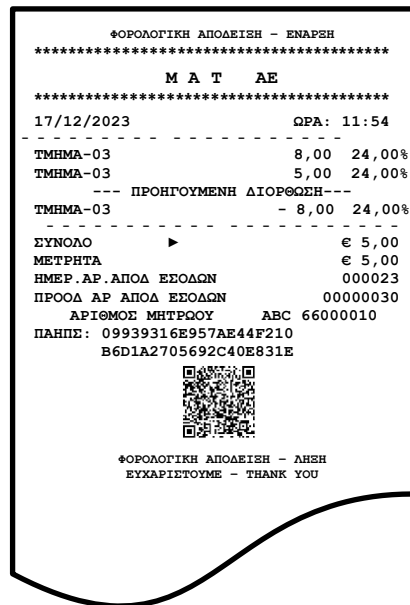 ΦΟΡΟΛΟΓΙΚΗ ΑΠΟΔΕΙΞΗ – ΕΝΑΡΞΗ
******************************************
Μ Α Τ ΑΕ
******************************************
17/12/2023 ΩΡΑ: 11:54
- - - - - - - - - - - - - - - - - - -
ΤΜΗΜΑ-03 8,00 24,00%
ΤΜΗΜΑ-03 5,00 24,00%
--- ΠΡΟΗΓΟΥΜΕΝΗ ΔΙΟΡΘΩΣΗ---
ΤΜΗΜΑ-03 - 8,00 24,00%
- - - - - - - - - - - - - - - - - - -
ΣΥΝΟΛΟ ► € 5,00
ΜΕΤΡΗΤΑ € 5,00
ΗΜΕΡ.ΑΡ.ΑΠΟΔ ΕΣΟΔΩΝ 000023
ΠΡΟΟΔ ΑΡ ΑΠΟΔ ΕΣΟΔΩΝ 00000030
ΑΡΙΘΜΟΣ ΜΗΤΡΩΟΥ ABC 66000010
ΠΑΗΠΣ: 09939316E957AE44F210
B6D1A2705692C40E831E
ΦΟΡΟΛΟΓΙΚΗ ΑΠΟΔΕΙΞΗ – ΛΗΞΗ
ΕΥΧΑΡΙΣΤΟΥΜΕ – THANK YOU